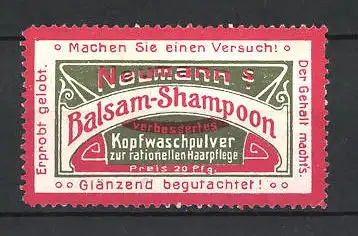 Machen Sie einen Versuch!
Erprobt gelobt.
Neumann's
Balsam-Shampoon
verbessertes
Kopfwaschpulver
zur rationellen Haarpflege
Preis 20 Pfg.
Der Gehalt machts.
Glänzend begutachtet!